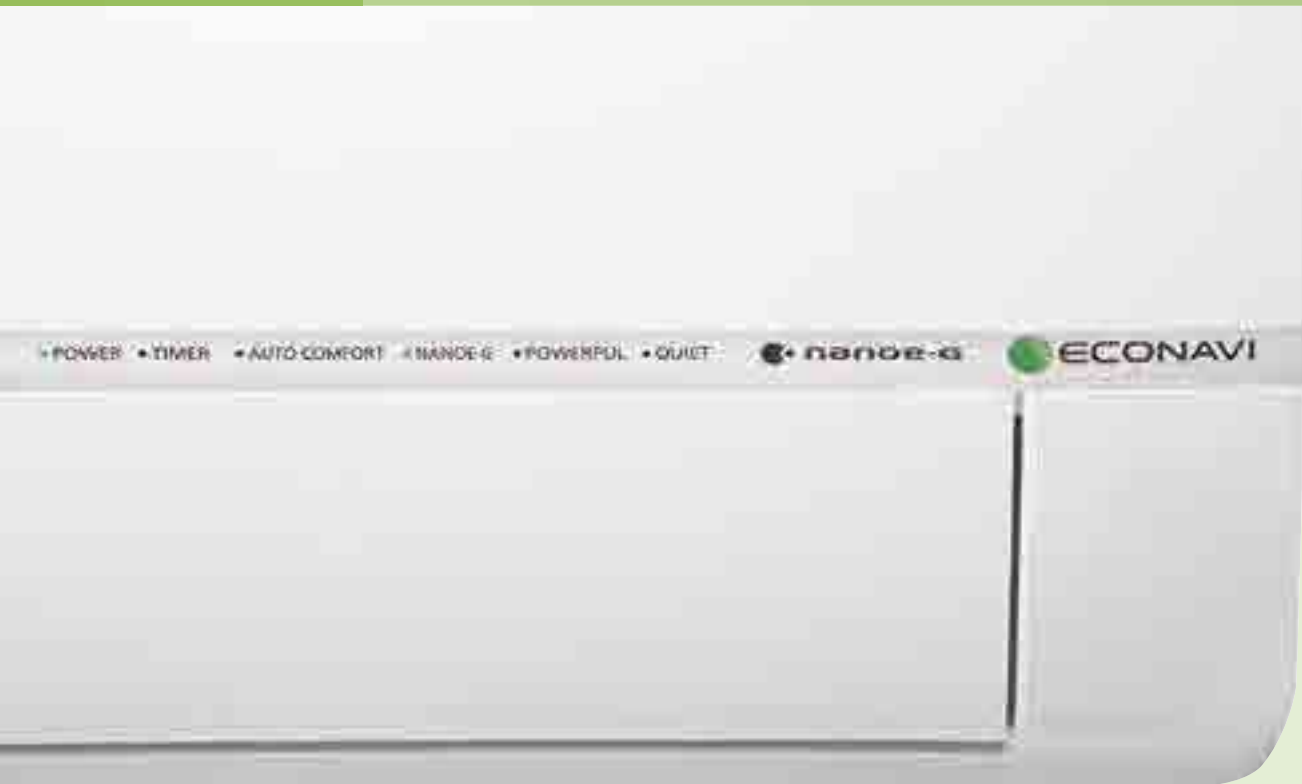 • POWER • TIMER • AUTO COMFORT • NANOE-G • POWERFUL • QUIET nanoe-G ECONAVI